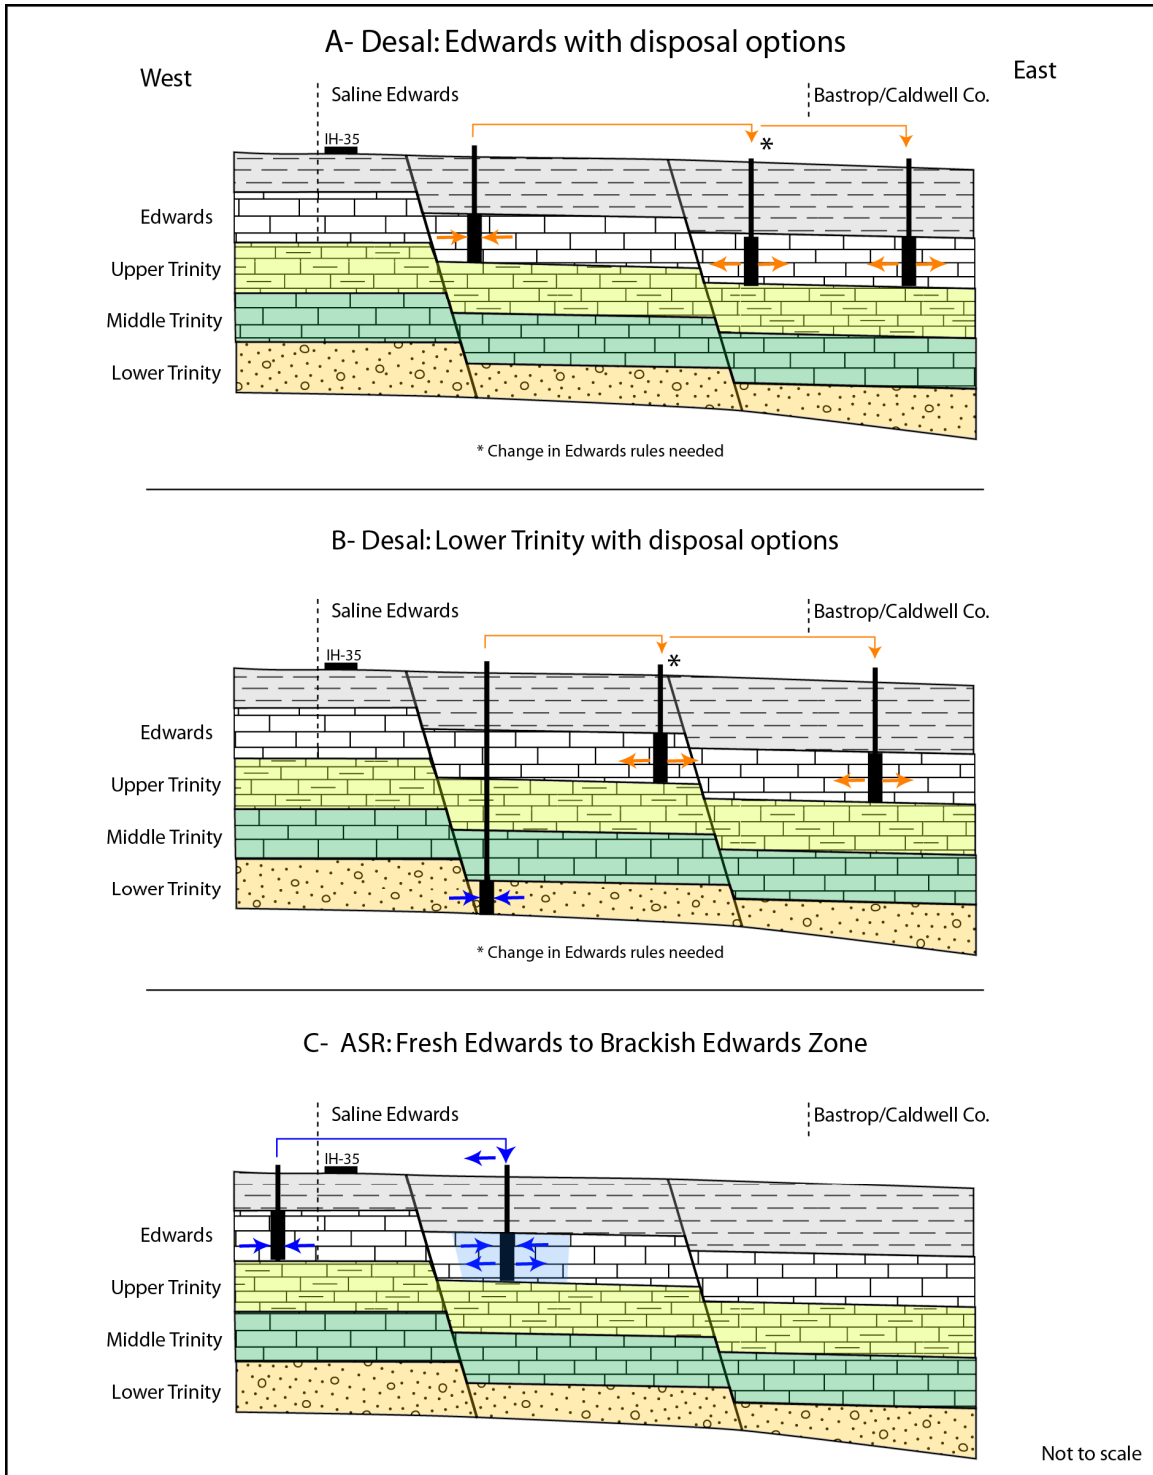 A- Desal: Edwards with disposal options
West
East
Saline Edwards
Bastrop/Caldwell Co.
IH-35
*
Edwards
Upper Trinity
Middle Trinity
Lower Trinity
* Change in Edwards rules needed
B- Desal: Lower Trinity with disposal options
Saline Edwards
Bastrop/Caldwell Co.
IH-35
*
Edwards
Upper Trinity
Middle Trinity
Lower Trinity
* Change in Edwards rules needed
C- ASR: Fresh Edwards to Brackish Edwards Zone
Saline Edwards
Bastrop/Caldwell Co.
IH-35
Edwards
Upper Trinity
Middle Trinity
Lower Trinity
Not to scale